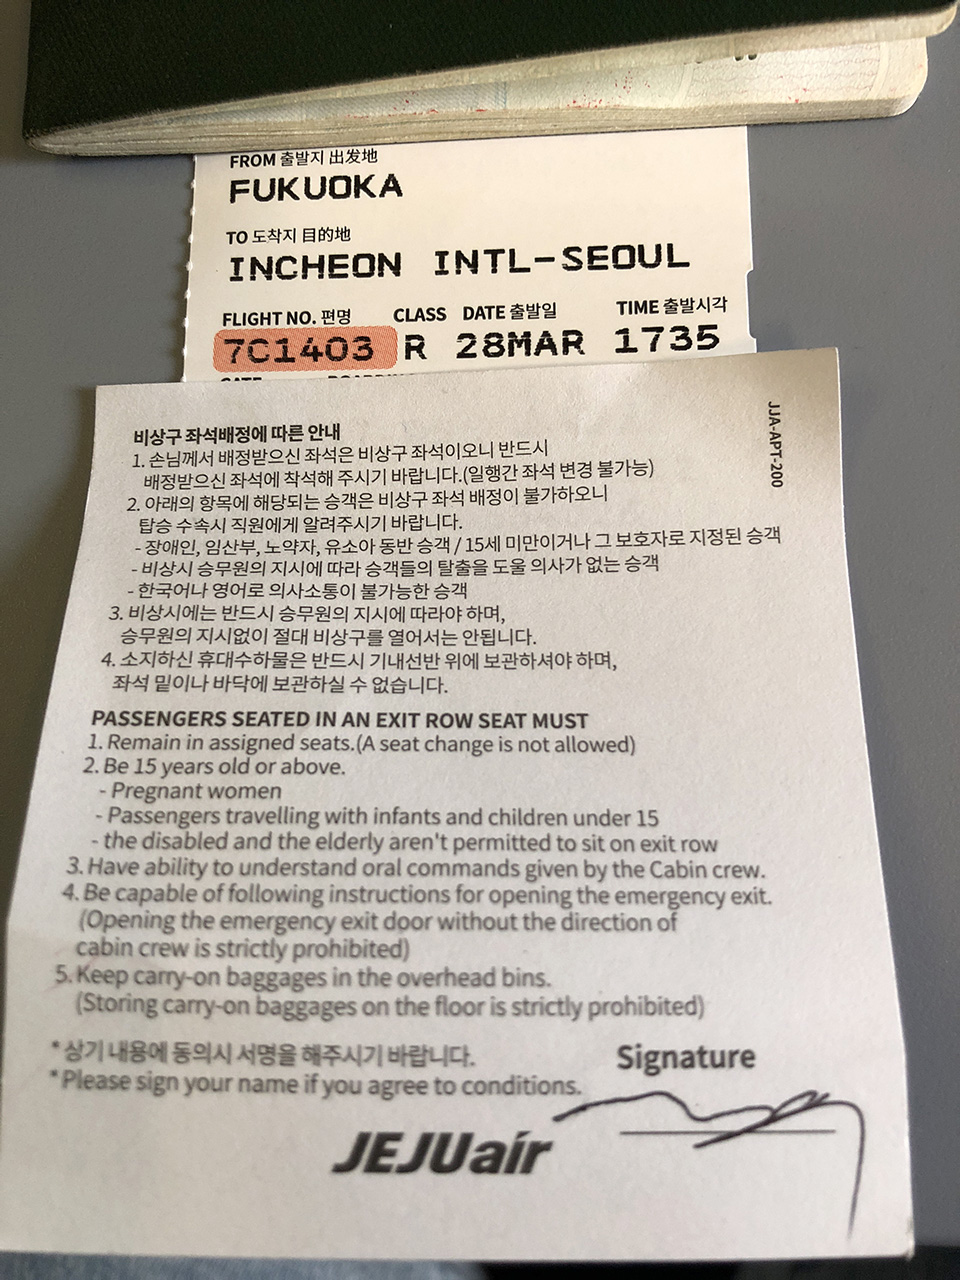 FROM 출발지 出发地
FUKUOKA
TO 도착지 目的地
INCHEON INTL-SEOUL
FLIGHT NO. 편명 CLASS DATE 출발일 TIME 출발시각
7C1403 R 28MAR 1735
JJA-APT-200
비상구 좌석배정에 따른 안내
1. 손님께서 배정받으신 좌석은 비상구 좌석이오니 반드시
배정받으신 좌석에 착석해 주시기 바랍니다.(일행간 좌석 변경 불가능)
2. 아래의 항목에 해당되는 승객은 비상구 좌석 배정이 불가하오니
탑승 수속시 직원에게 알려주시기 바랍니다.
- 장애인, 임산부, 노약자, 유소아 동반 승객 / 15세 미만이거나 그 보호자로 지정된 승객
- 비상시 승무원의 지시에 따라 승객들의 탈출을 도울 의사가 없는 승객
- 한국어나 영어로 의사소통이 불가능한 승객
3. 비상시에는 반드시 승무원의 지시에 따라야 하며,
승무원의 지시없이 절대 비상구를 열어서는 안됩니다.
4. 소지하신 휴대수하물은 반드시 기내선반 위에 보관하셔야 하며,
좌석 밑이나 바닥에 보관하실 수 없습니다.
PASSENGERS SEATED IN AN EXIT ROW SEAT MUST
1. Remain in assigned seats.(A seat change is not allowed)
2. Be 15 years old or above.
- Pregnant women
- Passengers travelling with infants and children under 15
- the disabled and the elderly aren't permitted to sit on exit row
3. Have ability to understand oral commands given by the Cabin crew.
4. Be capable of following instructions for opening the emergency exit.
(Opening the emergency exit door without the direction of
cabin crew is strictly prohibited)
5. Keep carry-on baggages in the overhead bins.
(Storing carry-on baggages on the floor is strictly prohibited)
* 상기 내용에 동의시 서명을 해주시기 바랍니다.
* Please sign your name if you agree to conditions.
Signature
JEJUair